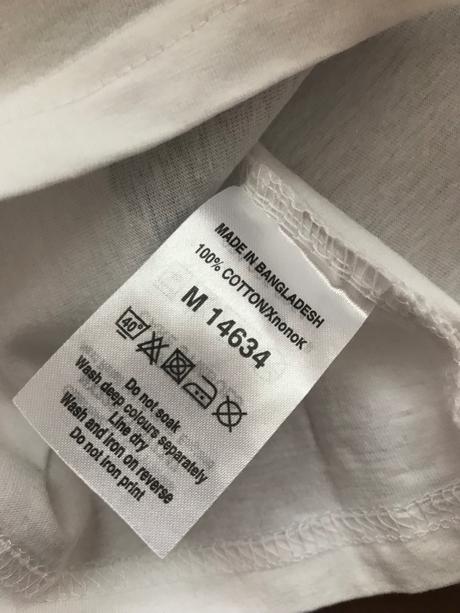 MADE IN BANGLADESH
100% COTTON/Хлопок
M 14634
40°
Do not soak
Wash deep colours separately
Line dry
Wash and iron on reverse
Do not iron print